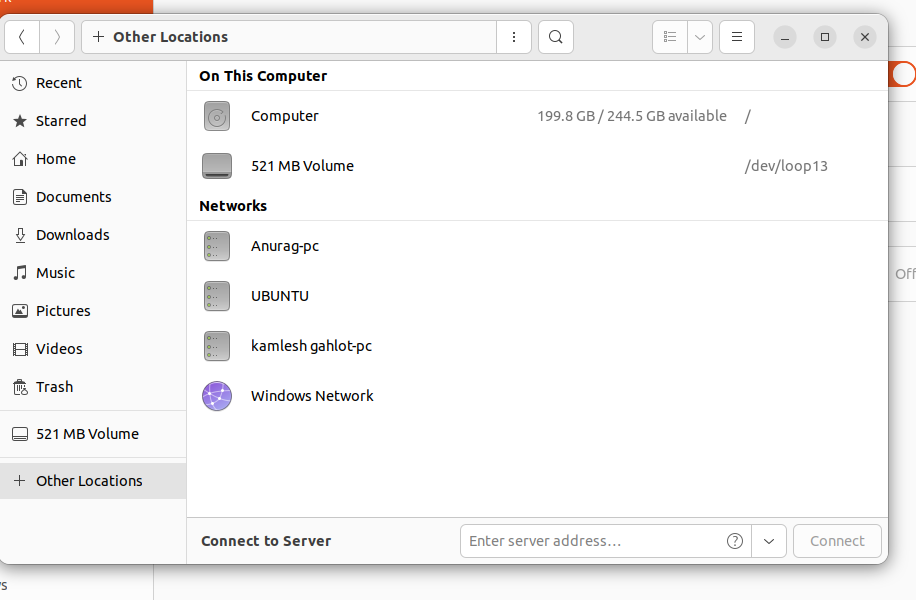 Other Locations
Recent
Starred
Home
Documents
Downloads
Music
Pictures
Videos
Trash
521 MB Volume
Other Locations
On This Computer
Computer 199.8 GB / 244.5 GB available /
521 MB Volume /dev/loop13
Networks
Anurag-pc
UBUNTU
kamlesh gahlot-pc
Windows Network
Connect to Server Enter server address... Connect
Off